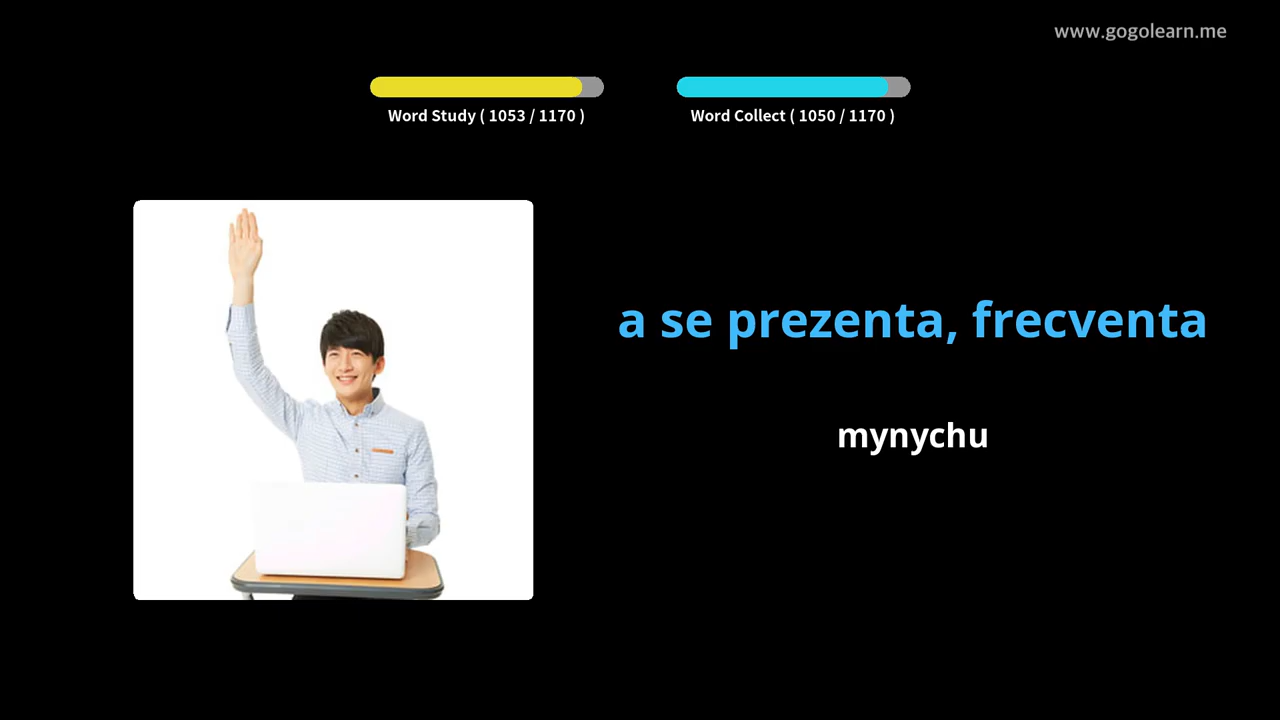 www.gogolearn.me
Word Study ( 1053 / 1170 )
Word Collect ( 1050 / 1170 )
a se prezenta, frecventa
mynychu